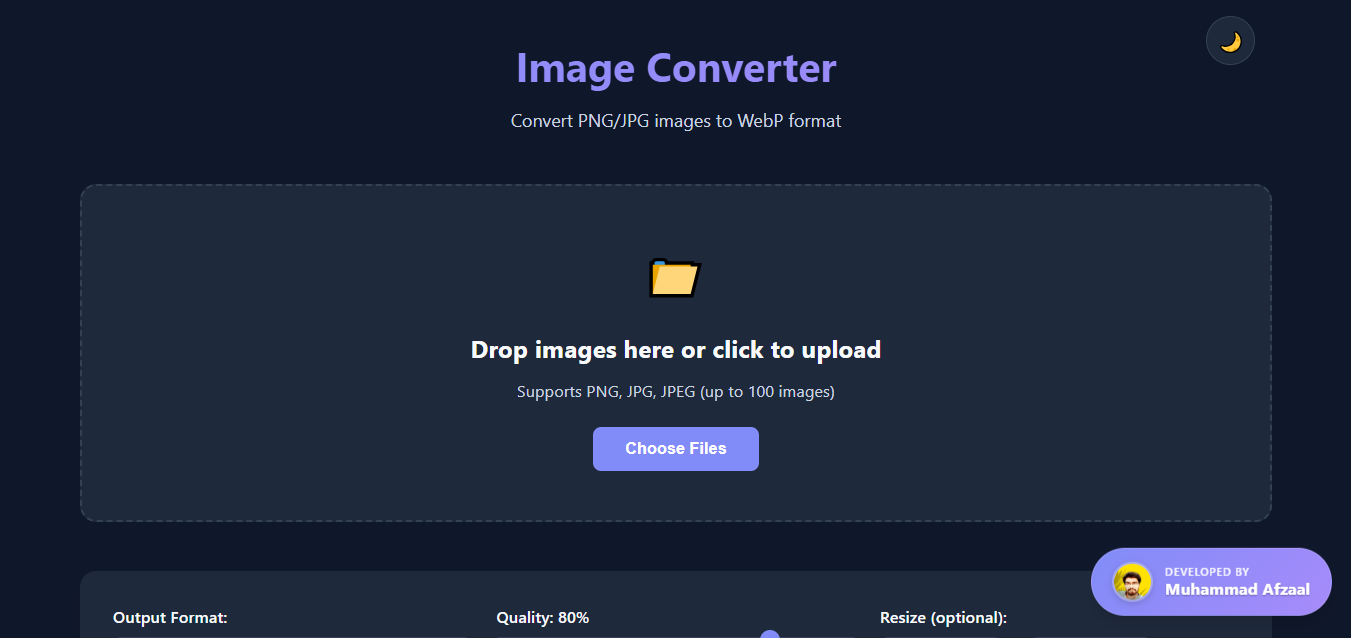 Image Converter
Convert PNG/JPG images to WebP format
Drop images here or click to upload
Supports PNG, JPG, JPEG (up to 100 images)
Choose Files
DEVELOPED BY
Muhammad Afzaal
Output Format:
Quality: 80%
Resize (optional):